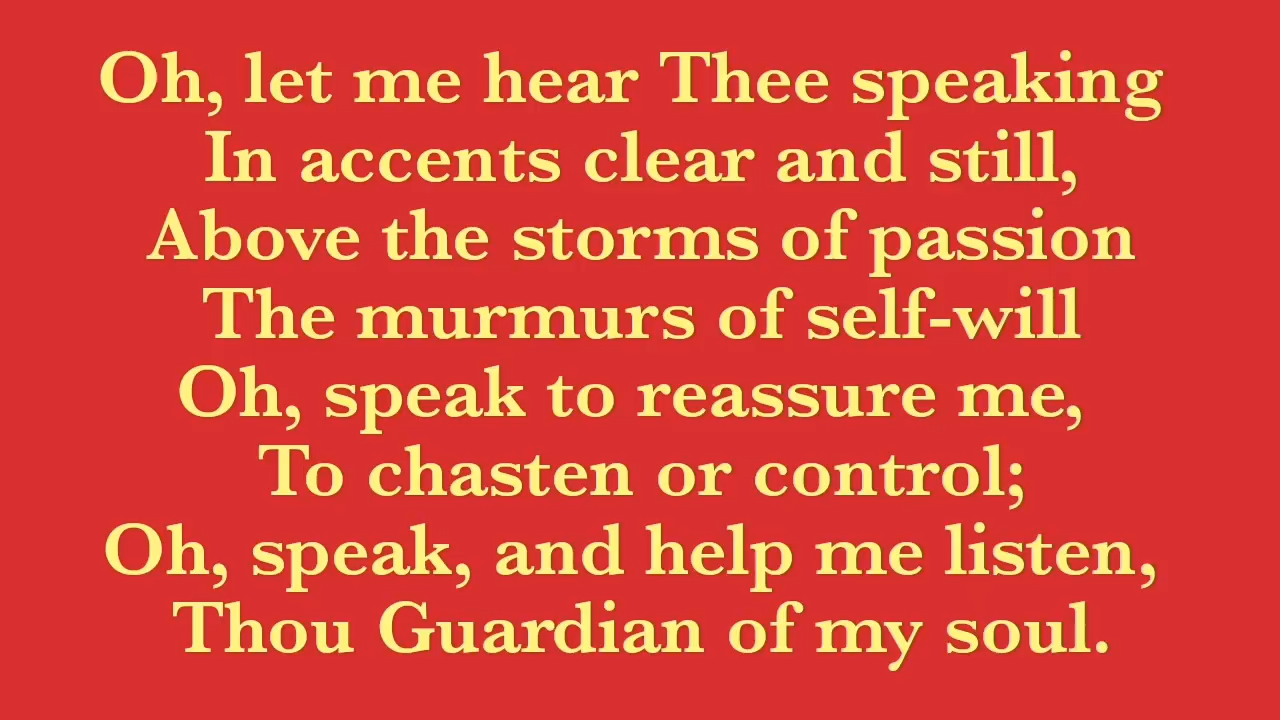 Oh, let me hear Thee speaking
In accents clear and still,
Above the storms of passion
The murmurs of self-will
Oh, speak to reassure me,
To chasten or control;
Oh, speak, and help me listen,
Thou Guardian of my soul.